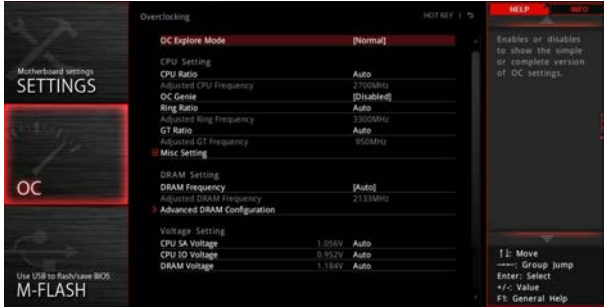 Overclocking
HOT KEY
HELP
INFO
OC Explore Mode [Normal]
CPU Setting
CPU Ratio Auto
Adjusted CPU Frequency 2700MHz
OC Genie [Disabled]
Ring Ratio Auto
Adjusted Ring Frequency 3300MHz
GT Ratio Auto
Adjusted GT Frequency 950MHz
Misc Setting
DRAM Setting
DRAM Frequency [Auto]
Adjusted DRAM Frequency 2133MHz
Advanced DRAM Configuration
Voltage Setting
CPU SA Voltage 1.056V Auto
CPU IO Voltage 0.952V Auto
DRAM Voltage 1.184V Auto
Motherboard settings
SETTINGS
OC
Use USB to flash/save BIOS
M-FLASH
Enables or disables
to show the simple
or complete version
of OC settings.
↑↓: Move
: Group Jump
Enter: Select
+/-: Value
F1: General Help